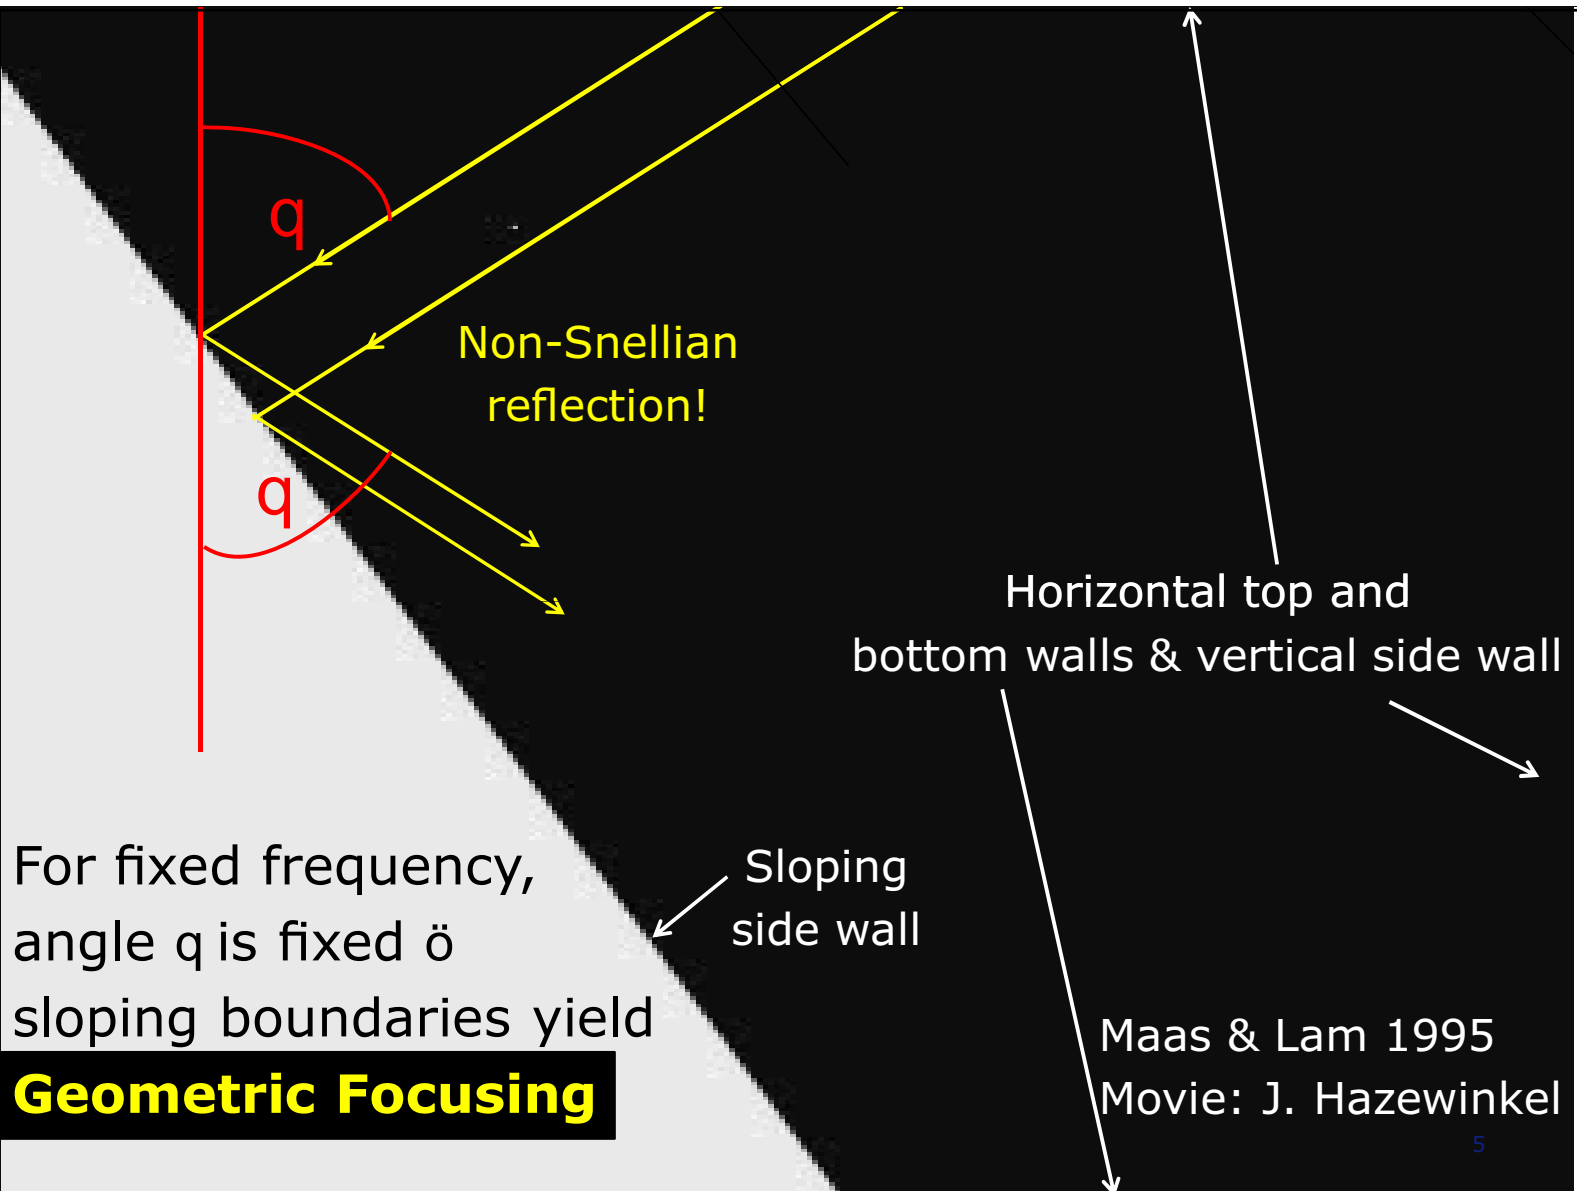 q
Non-Snellian
reflection!
q
Horizontal top and
bottom walls & vertical side wall
For fixed frequency,
angle q is fixed ö
sloping boundaries yield
Geometric Focusing
Sloping
side wall
Maas & Lam 1995
Movie: J. Hazewinkel
5